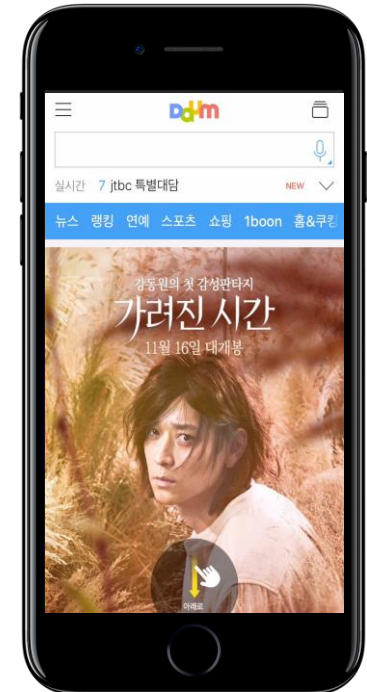 Daum
실시간 7 jtbc 특별대담 NEW
뉴스 랭킹 연예 스포츠 쇼핑 1boon 홈&쿠킹
강동원의 첫 감성판타지
가려진 시간
11월 16일 대개봉
아래로